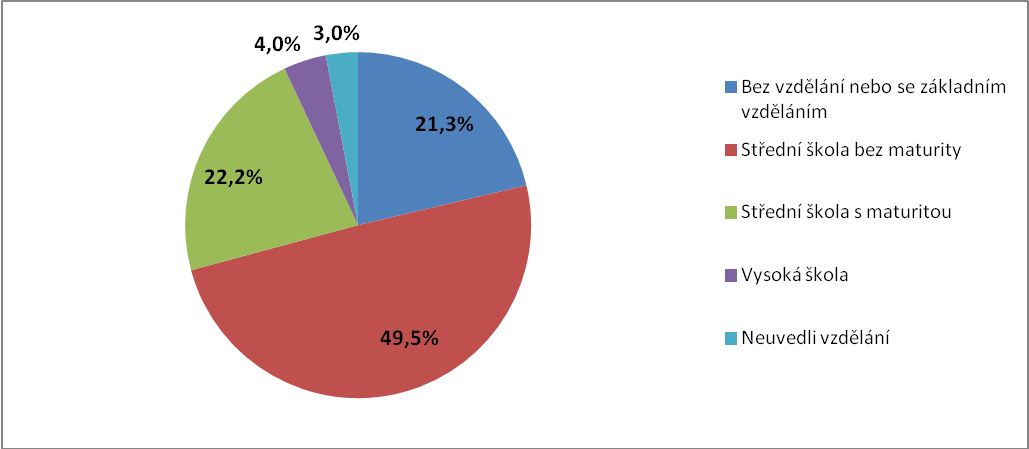 3,0%
4,0%
21,3%
22,2%
49,5%
Bez vzdělání nebo se základním
vzděláním
Střední škola bez maturity
Střední škola s maturitou
Vysoká škola
Neuvedli vzdělání